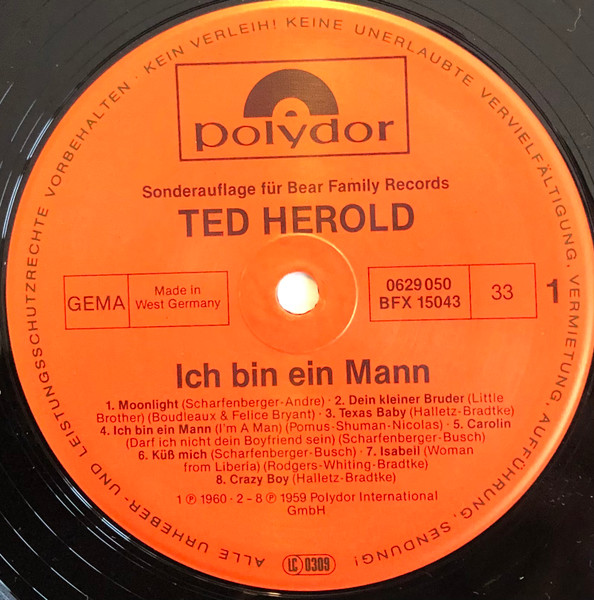 ALLE URHEBER- UND LEISTUNGSSCHUTZRECHTE VORBEHALTEN · KEIN VERLEIH! KEINE UNERLAUBTE VERVIELFÄLTIGUNG, VERMIETUNG, AUFFÜHRUNG, SENDUNG!
polydor
Sonderauflage für Bear Family Records
TED HEROLD
GEMA
Made in
West Germany
0629 050
BFX 15043
33
1
Ich bin ein Mann
1. Moonlight (Scharfenberger-Andre) · 2. Dein kleiner Bruder (Little
Brother) (Boudleaux & Felice Bryant) · 3. Texas Baby (Halletz-Bradtke)
4. Ich bin ein Mann (I'm A Man) (Pomus-Shuman-Nicolas) · 5. Carolin
(Darf ich nicht dein Boyfriend sein) (Scharfenberger-Busch)
6. Küß mich (Scharfenberger-Busch) · 7. Isabell (Woman
from Liberia) (Rodgers-Whiting-Bradtke)
8. Crazy Boy (Halletz-Bradtke)
1 ℗ 1960 · 2 - 8 ℗ 1959 Polydor International
GmbH
LC 0309